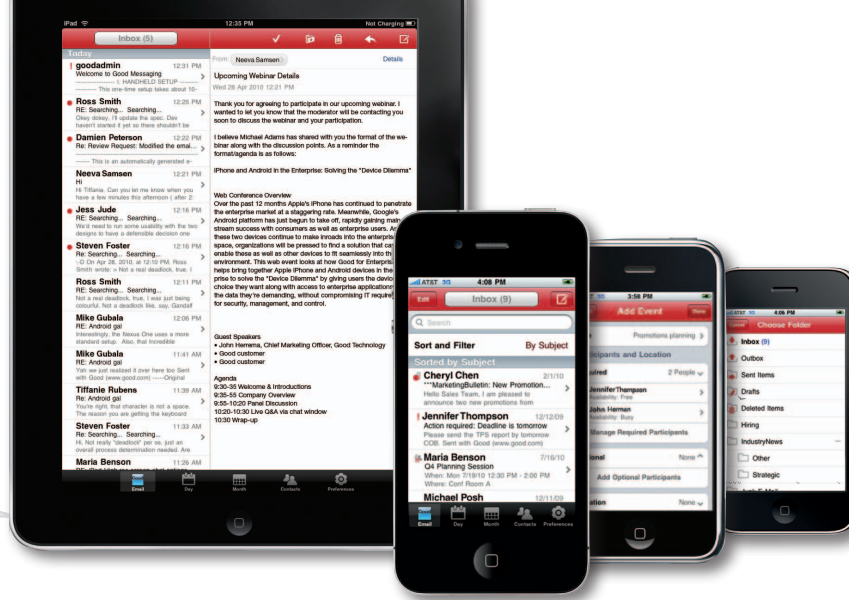 iPad
12:35 PM
Not Charging
Inbox (5)
Today
goodadmin 12:31 PM
Welcome to Good Messaging
------------------- I. HANDHELD SETUP --------
---------- This one-time setup takes about 10-
Ross Smith 12:25 PM
RE: Searching... Searching...
Okey dokey, I'll update the spec. Dev
haven't started it yet so there shouldn't be
Damien Peterson 12:22 PM
Re: Review Request: Modified the emai...
------- This is an automatically generated e-
Neeva Samsen 12:21 PM
Hi
Hi Tiffanie, Can you let me know when you
have a few minutes this afternoon ( after 2:
Jess Jude 12:16 PM
RE: Searching... Searching...
We'd need to run some usability with the two
designs to have a defensible decision one
Steven Foster 12:16 PM
Re: Searching... Searching...
:-D On Apr 28, 2010, at 12:10 PM, Ross
Smith wrote: > Not a real deadlock, true, I
Ross Smith 12:11 PM
RE: Searching... Searching...
Not a real deadlock, true, I was just being
colourful. Not a deadlock like, say, Gandalf
Mike Gubala 12:06 PM
RE: Android gal
Interestingly, the Nexus One uses a more
standard setup. Also, that Incredible
Mike Gubala 11:41 AM
RE: Android gal
Yah we just realized it over here too Sent
with Good (www.good.com) -----Original
Tiffanie Rubens 11:39 AM
Re: Android gal
You're right, that character is not a space.
The reason you are getting the keyboard
Steven Foster 11:33 AM
Re: Searching... Searching...
Hi, Not really "deadlock" per se, just an
overall process determination needed. Are
Maria Benson 11:26 AM
Email
Day
Month
Contacts
Preferences
From: Neeva Samsen
Details
Upcoming Webinar Details
Wed 28 Apr 2010 12:21 PM
Thank you for agreeing to participate in our upcoming webinar. I
wanted to let you know that the moderator will be contacting you
soon to discuss the webinar and your participation.
I believe Michael Adams has shared with you the format of the we-
binar along with the discussion points. As a reminder the
format/agenda is as follows:
iPhone and Android in the Enterprise: Solving the "Device Dilemma"
Web Conference Overview
Over the past 12 months Apple's iPhone has continued to penetrate
the enterprise market at a staggering rate. Meanwhile, Google's
Android platform has just begun to take off, rapidly gaining main
stream success with consumers as well as enterprise users. As
these two devices continue to make inroads into the enterprise
space, organizations will be pressed to find a solution that can
enable these as well as other devices to fit seamlessly into the
environment. This web event looks at how Good for Enterpris
helps bring together Apple iPhone and Android devices in the
prise to solve the "Device Dilemma" by giving users the devic
choice they want along with access to enterprise applications
the data they're demanding, without compromising IT require
for security, management, and control.
Guest Speakers
• John Herrema, Chief Marketing Officer, Good Technology
• Good customer
• Good customer
Agenda
9:30-35 Welcome & Introductions
9:35-55 Company Overview
9:55-10:20 Panel Discussion
10:20-10:30 Live Q&A via chat window
10:30 Wrap-up
AT&T 3G 4:08 PM
Edit
Inbox (9)
Search
Sort and Filter By Subject
Sorted by Subject
Cheryl Chen 2/1/10
***MarketingBulletin: New Promotion...
Hello Sales Team, I am pleased to
announce two new promotions from
Jennifer Thompson 12/12/09
Action required: Deadline is tomorrow
Please send the TPS report by tomorrow
COB. Sent with Good (www.good.com)
Maria Benson 7/16/10
Q4 Planning Session
When: Mon 7/19/10 12:30 PM - 2:00 PM
Where: Conf Room A
Michael Posh 12/11/09
Good
Email
Day
Month
Contacts
Preferences
3G 3:58 PM
Add Event
Done
Promotions planning
icipants and Location
uired 2 People
Jennifer Thompson
Availability: Free
John Herman
Availability: Busy
Manage Required Participants
ional None
Add Optional Participants
ation None
AT&T 3G 4:06 PM
Cancel
Choose Folder
Inbox (9)
Outbox
Sent Items
Drafts
Deleted Items
Hiring
IndustryNews
Other
Strategic